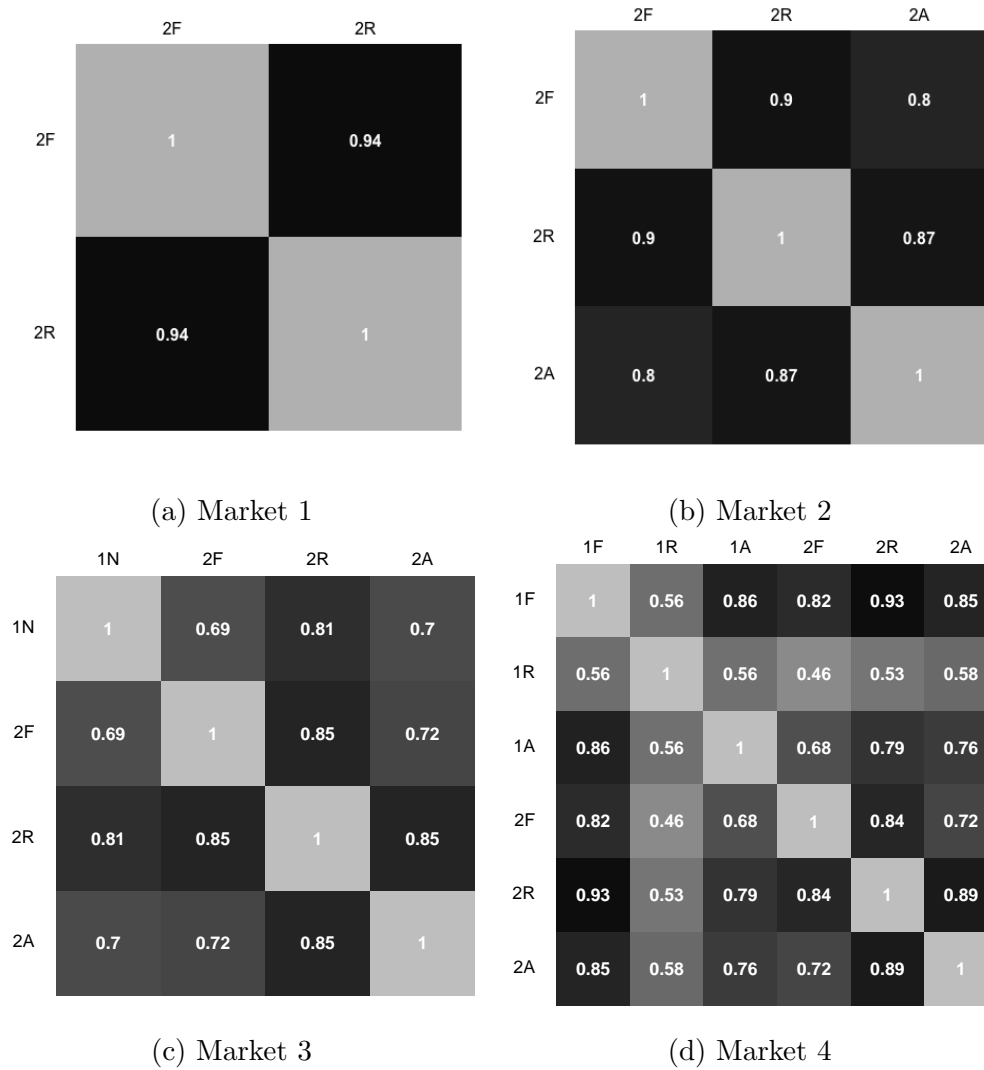 2F 2R
2F 1 0.94
2R 0.94 1
(a) Market 1
2F 2R 2A
2F 1 0.9 0.8
2R 0.9 1 0.87
2A 0.8 0.87 1
(b) Market 2
1N 2F 2R 2A
1N 1 0.69 0.81 0.7
2F 0.69 1 0.85 0.72
2R 0.81 0.85 1 0.85
2A 0.7 0.72 0.85 1
(c) Market 3
1F 1R 1A 2F 2R 2A
1F 1 0.56 0.86 0.82 0.93 0.85
1R 0.56 1 0.56 0.46 0.53 0.58
1A 0.86 0.56 1 0.68 0.79 0.76
2F 0.82 0.46 0.68 1 0.84 0.72
2R 0.93 0.53 0.79 0.84 1 0.89
2A 0.85 0.58 0.76 0.72 0.89 1
(d) Market 4